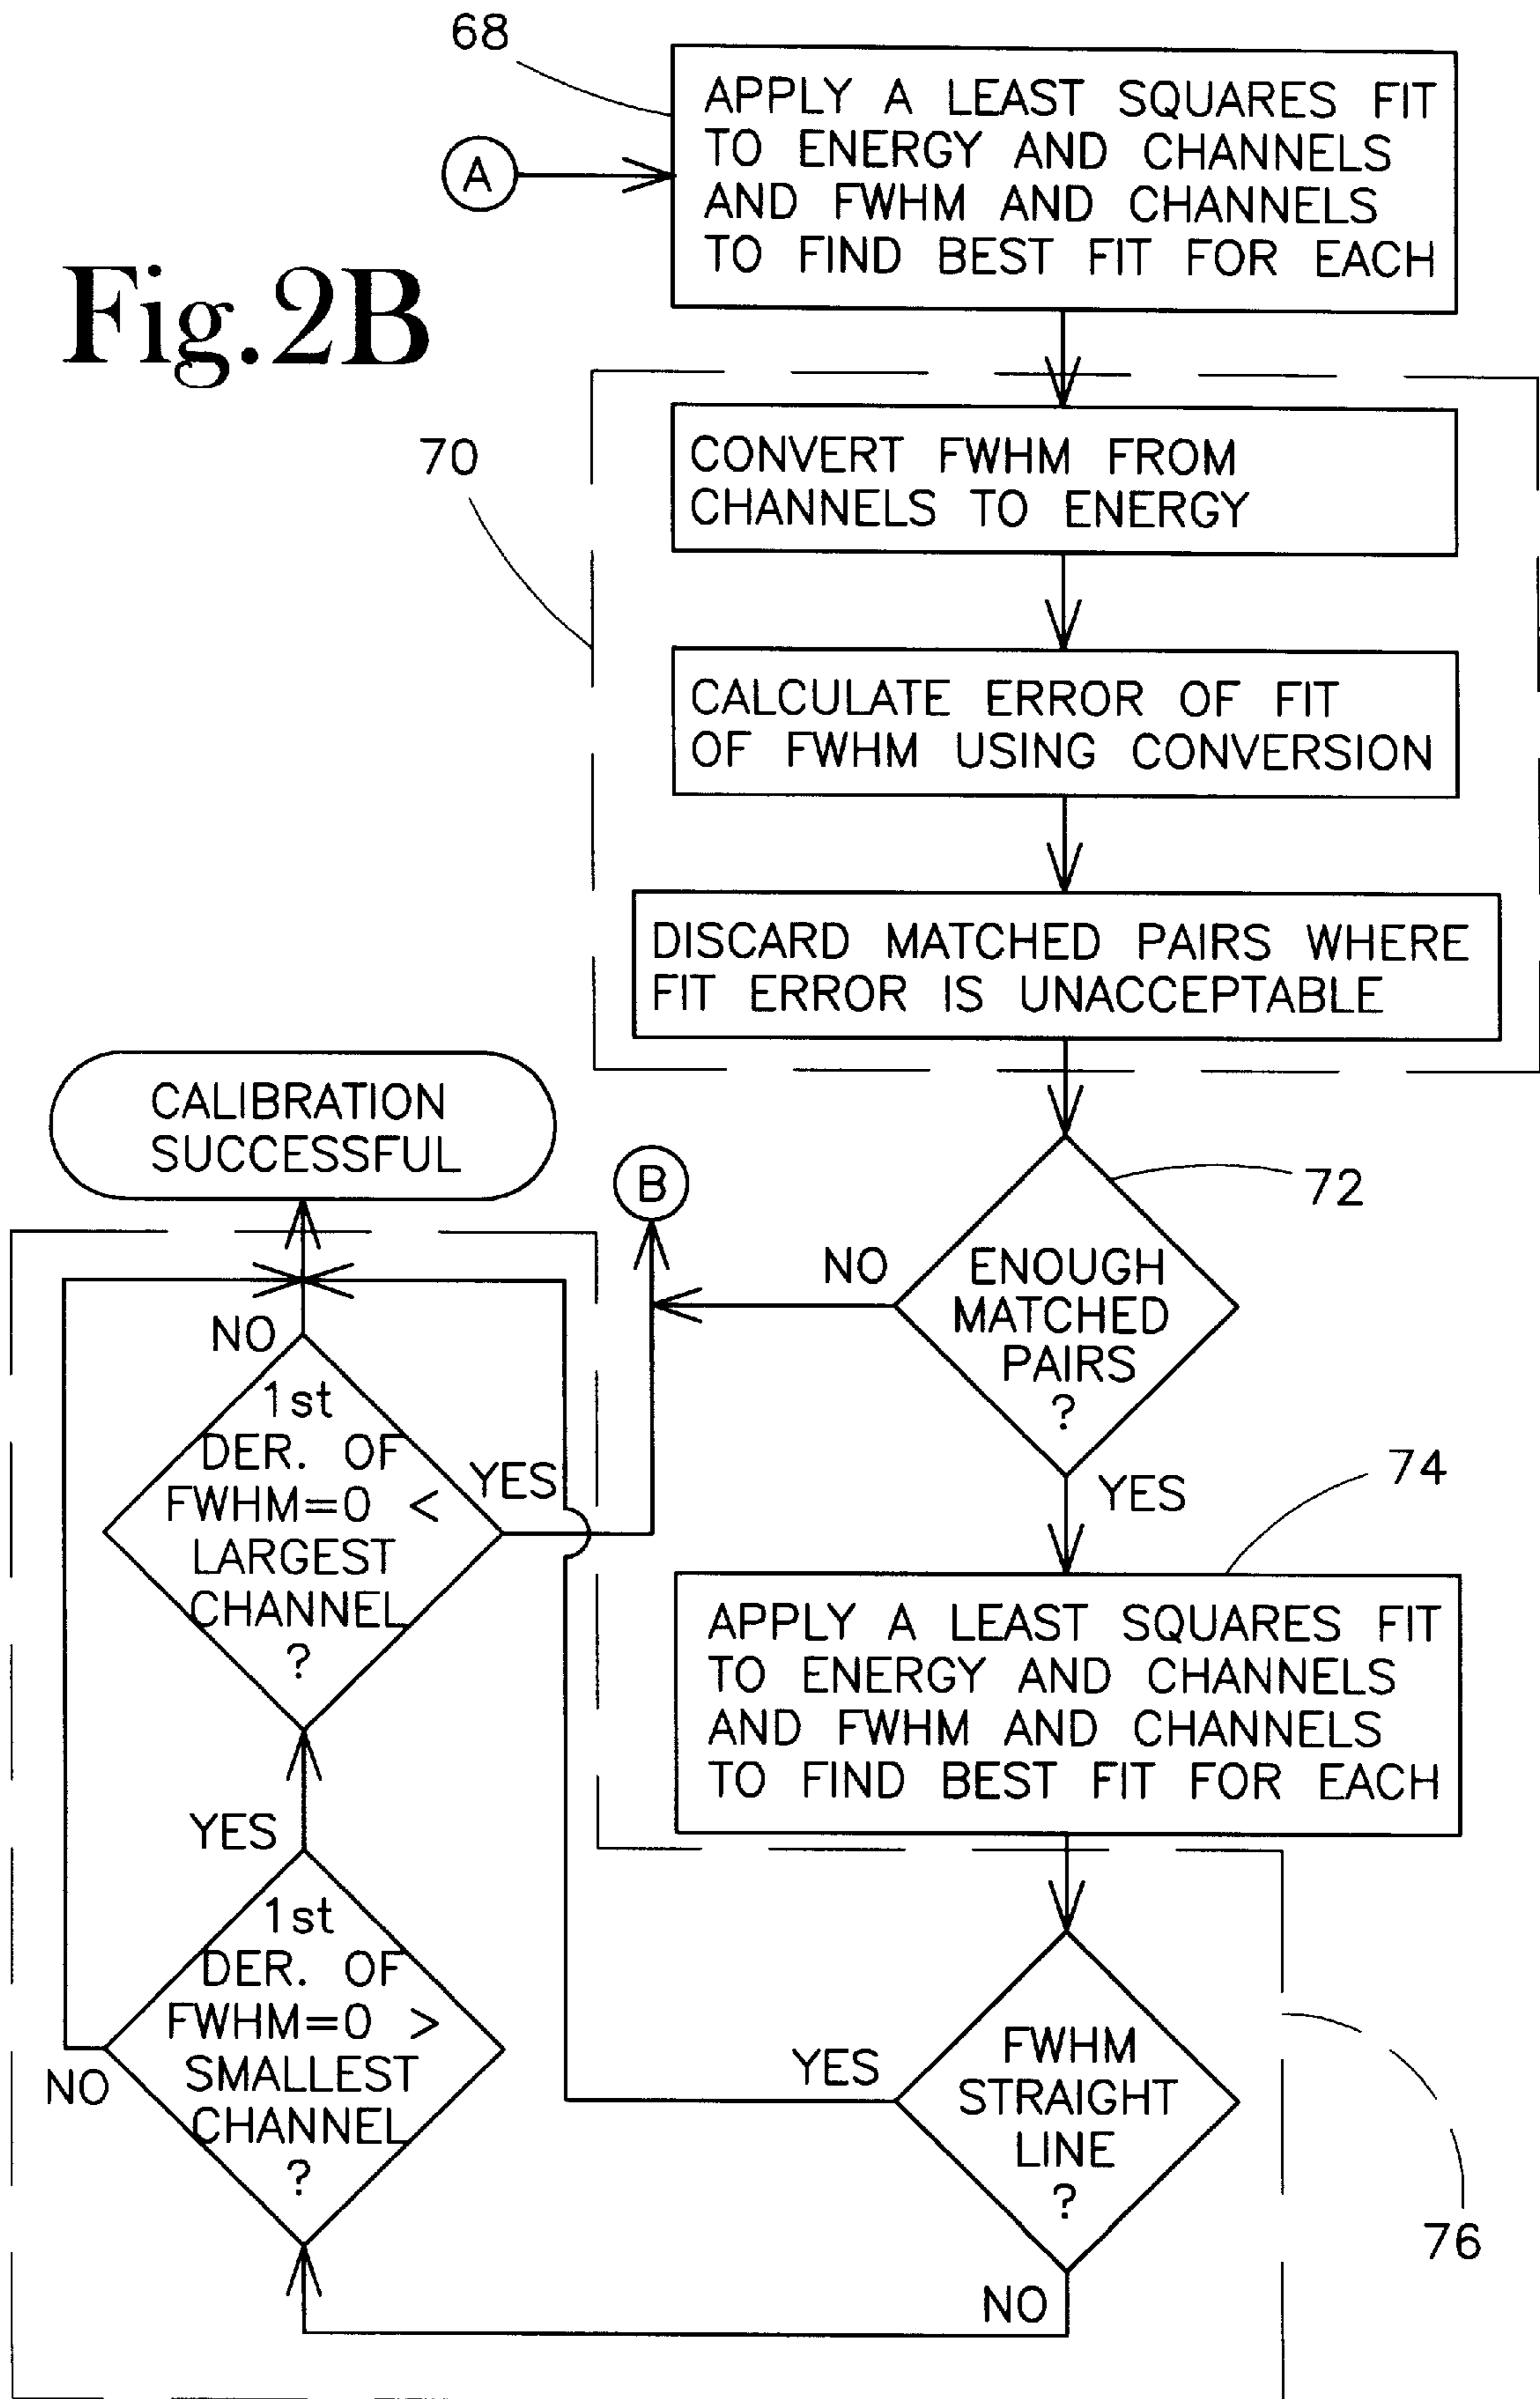 68
APPLY A LEAST SQUARES FIT
TO ENERGY AND CHANNELS
AND FWHM AND CHANNELS
TO FIND BEST FIT FOR EACH
A
Fig.2B
70
CONVERT FWHM FROM
CHANNELS TO ENERGY
CALCULATE ERROR OF FIT
OF FWHM USING CONVERSION
DISCARD MATCHED PAIRS WHERE
FIT ERROR IS UNACCEPTABLE
CALIBRATION
SUCCESSFUL
B
72
NO
ENOUGH
MATCHED
PAIRS
?
YES
74
APPLY A LEAST SQUARES FIT
TO ENERGY AND CHANNELS
AND FWHM AND CHANNELS
TO FIND BEST FIT FOR EACH
NO
1st
DER. OF
FWHM=0 <
LARGEST
CHANNEL
?
YES
YES
1st
DER. OF
FWHM=0 >
SMALLEST
CHANNEL
?
NO
YES
FWHM
STRAIGHT
LINE
?
NO
76